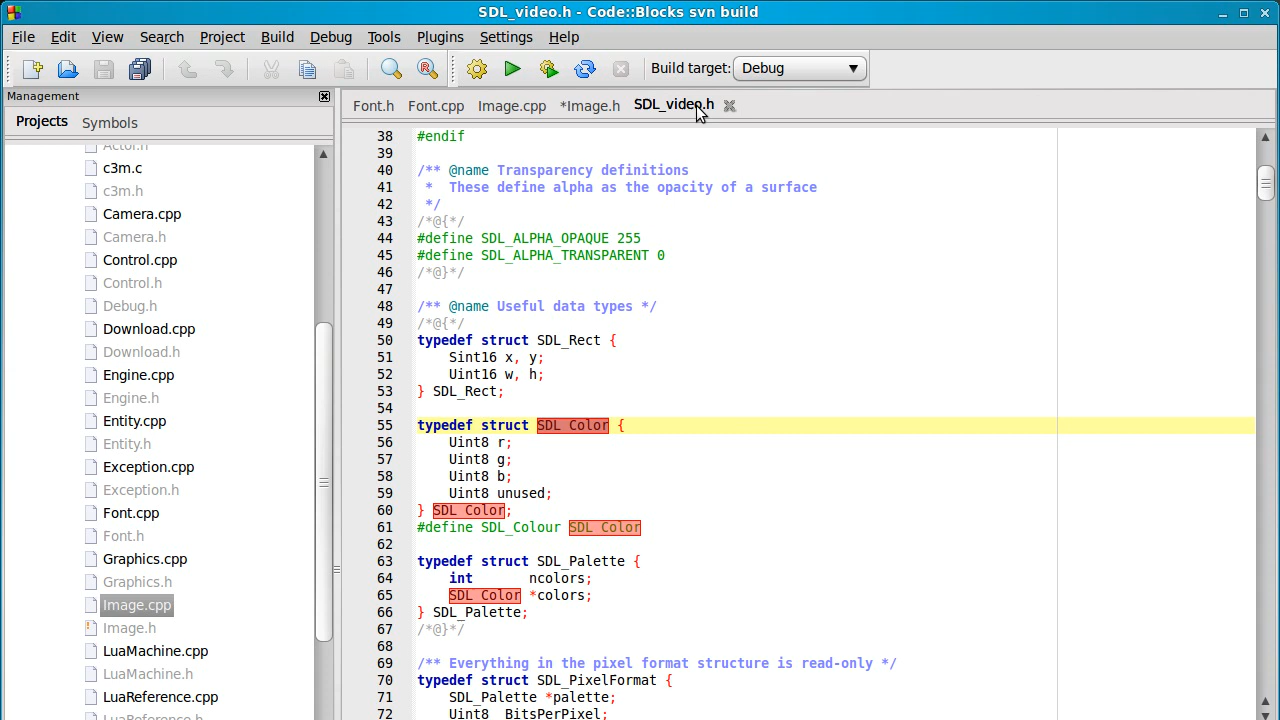 SDL_video.h - Code::Blocks svn build
File Edit View Search Project Build Debug Tools Plugins Settings Help
Build target: Debug
Management
Projects Symbols
Actor.h
c3m.c
c3m.h
Camera.cpp
Camera.h
Control.cpp
Control.h
Debug.h
Download.cpp
Download.h
Engine.cpp
Engine.h
Entity.cpp
Entity.h
Exception.cpp
Exception.h
Font.cpp
Font.h
Graphics.cpp
Graphics.h
Image.cpp
Image.h
LuaMachine.cpp
LuaMachine.h
LuaReference.cpp
LuaReference.h
Font.h Font.cpp Image.cpp *Image.h SDL_video.h
38 #endif
39
40 /** @name Transparency definitions
41  *  These define alpha as the opacity of a surface
42  */
43 /*@{*/
44 #define SDL_ALPHA_OPAQUE 255
45 #define SDL_ALPHA_TRANSPARENT 0
46 /*@}*/
47
48 /** @name Useful data types */
49 /*@{*/
50 typedef struct SDL_Rect {
51     Sint16 x, y;
52     Uint16 w, h;
53 } SDL_Rect;
54
55 typedef struct SDL_Color {
56     Uint8 r;
57     Uint8 g;
58     Uint8 b;
59     Uint8 unused;
60 } SDL_Color;
61 #define SDL_Colour SDL_Color
62
63 typedef struct SDL_Palette {
64     int       ncolors;
65     SDL_Color *colors;
66 } SDL_Palette;
67 /*@}*/
68
69 /** Everything in the pixel format structure is read-only */
70 typedef struct SDL_PixelFormat {
71     SDL_Palette *palette;
72     Uint8  BitsPerPixel;